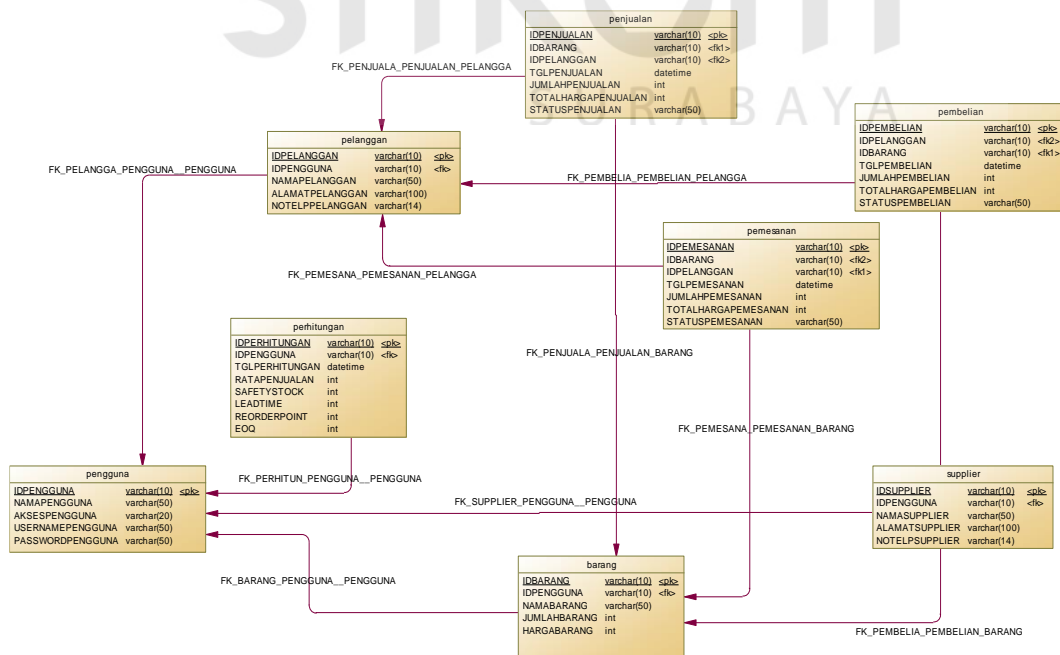 SURABAYA
penjualan
IDPENJUALAN varchar(10) <pk>
IDBARANG varchar(10) <fk1>
IDPELANGGAN varchar(10) <fk2>
TGLPENJUALAN datetime
JUMLAHPENJUALAN int
TOTALHARGAPENJUALAN int
STATUSPENJUALAN varchar(50)
FK_PENJUALA_PENJUALAN_PELANGGA
pembelian
IDPEMBELIAN varchar(10) <pk>
IDPELANGGAN varchar(10) <fk2>
IDBARANG varchar(10) <fk1>
TGLPEMBELIAN datetime
JUMLAHPEMBELIAN int
TOTALHARGAPEMBELIAN int
STATUSPEMBELIAN varchar(50)
pelanggan
IDPELANGGAN varchar(10) <pk>
IDPENGGUNA varchar(10) <fk>
NAMAPELANGGAN varchar(50)
ALAMATPELANGGAN varchar(100)
NOTELPPELANGGAN varchar(14)
FK_PELANGGA_PENGGUNA__PENGGUNA
FK_PEMBELIA_PEMBELIAN_PELANGGA
pemesanan
IDPEMESANAN varchar(10) <pk>
IDBARANG varchar(10) <fk2>
IDPELANGGAN varchar(10) <fk1>
TGLPEMESANAN datetime
JUMLAHPEMESANAN int
TOTALHARGAPEMESANAN int
STATUSPEMESANAN varchar(50)
FK_PEMESANA_PEMESANAN_PELANGGA
perhitungan
IDPERHITUNGAN varchar(10) <pk>
IDPENGGUNA varchar(10) <fk>
TGLPERHITUNGAN datetime
RATAPENJUALAN int
SAFETYSTOCK int
LEADTIME int
REORDERPOINT int
EOQ int
FK_PENJUALA_PENJUALAN_BARANG
FK_PEMESANA_PEMESANAN_BARANG
pengguna
IDPENGGUNA varchar(10) <pk>
NAMAPENGGUNA varchar(50)
AKSESPENGGUNA varchar(20)
USERNAMEPENGGUNA varchar(50)
PASSWORDPENGGUNA varchar(50)
FK_PERHITUN_PENGGUNA__PENGGUNA
FK_SUPPLIER_PENGGUNA__PENGGUNA
supplier
IDSUPPLIER varchar(10) <pk>
IDPENGGUNA varchar(10) <fk>
NAMASUPPLIER varchar(50)
ALAMATSUPPLIER varchar(100)
NOTELPSUPPLIER varchar(14)
FK_BARANG_PENGGUNA__PENGGUNA
barang
IDBARANG varchar(10) <pk>
IDPENGGUNA varchar(10) <fk>
NAMABARANG varchar(50)
JUMLAHBARANG int
HARGABARANG int
FK_PEMBELIA_PEMBELIAN_BARANG